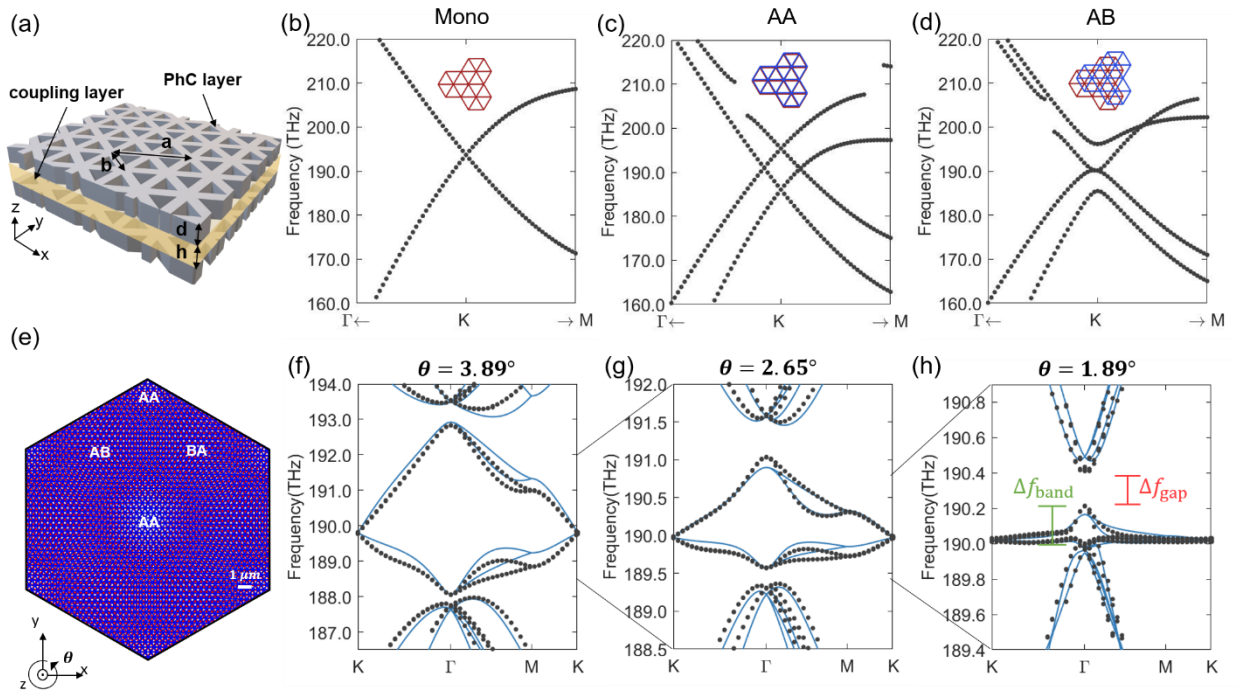 (a)
coupling layer
PhC layer
a
b
d
h
z
y
x
(b)
Mono
220.0
210.0
200.0
190.0
180.0
170.0
160.0
Frequency (THz)
Γ←
K
→ M
(c)
AA
220.0
210.0
200.0
190.0
180.0
170.0
160.0
Frequency (THz)
Γ←
K
→ M
(d)
AB
220.0
210.0
200.0
190.0
180.0
170.0
160.0
Frequency (THz)
Γ←
K
→ M
(e)
AA
AB
BA
AA
1 μm
y
θ
x
z
(f)
θ = 3.89°
194.0
193.0
192.0
191.0
190.0
189.0
188.0
187.0
Frequency(THz)
K
Γ
M
K
(g)
θ = 2.65°
192.0
191.5
191.0
190.5
190.0
189.5
189.0
188.5
Frequency(THz)
K
Γ
M
K
(h)
θ = 1.89°
190.8
190.6
190.4
190.2
190.0
189.8
189.6
189.4
Frequency(THz)
Δf_band
Δf_gap
K
Γ
M
K